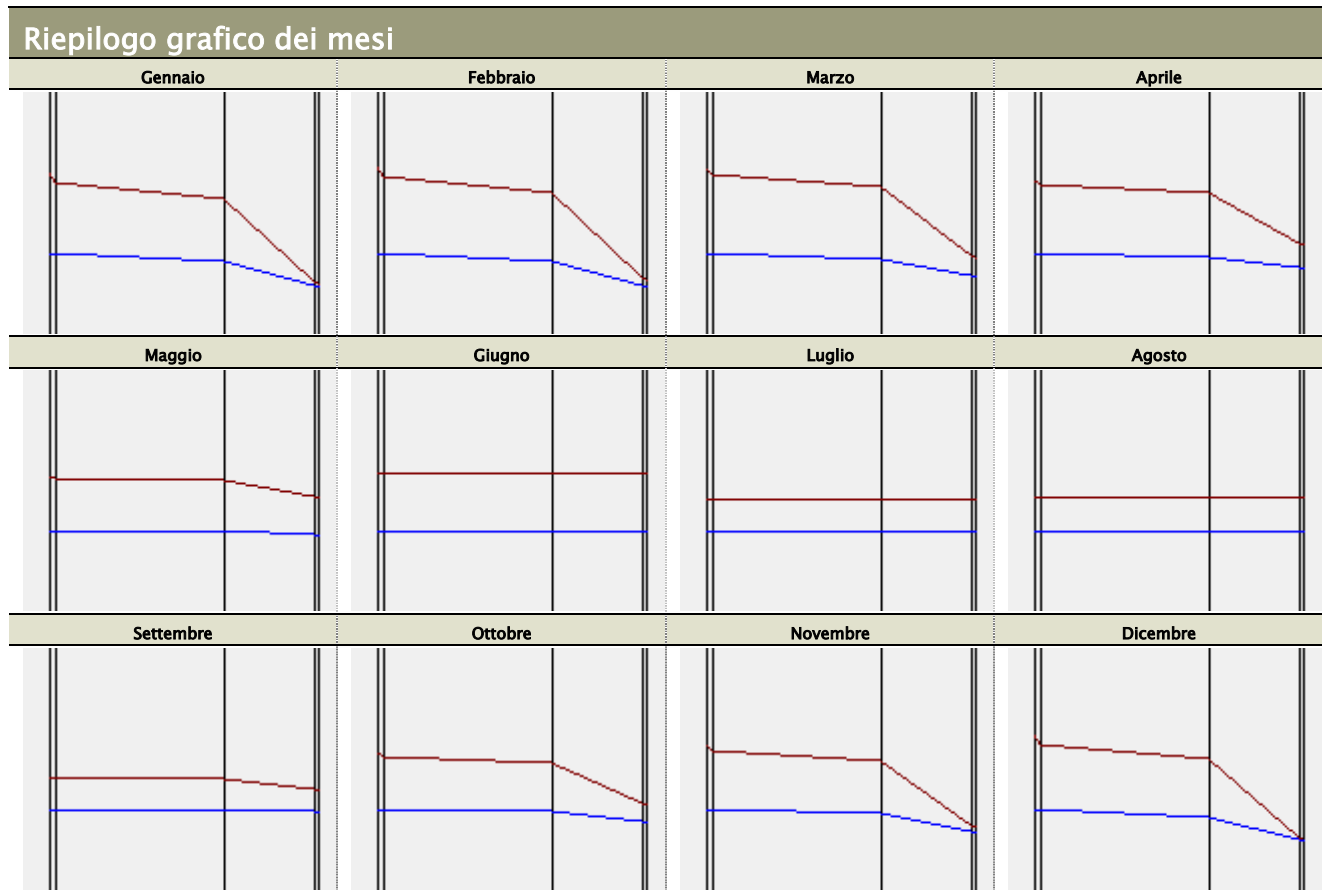 Riepilogo grafico dei mesi
Gennaio Febbraio Marzo Aprile
Maggio Giugno Luglio Agosto
Settembre Ottobre Novembre Dicembre